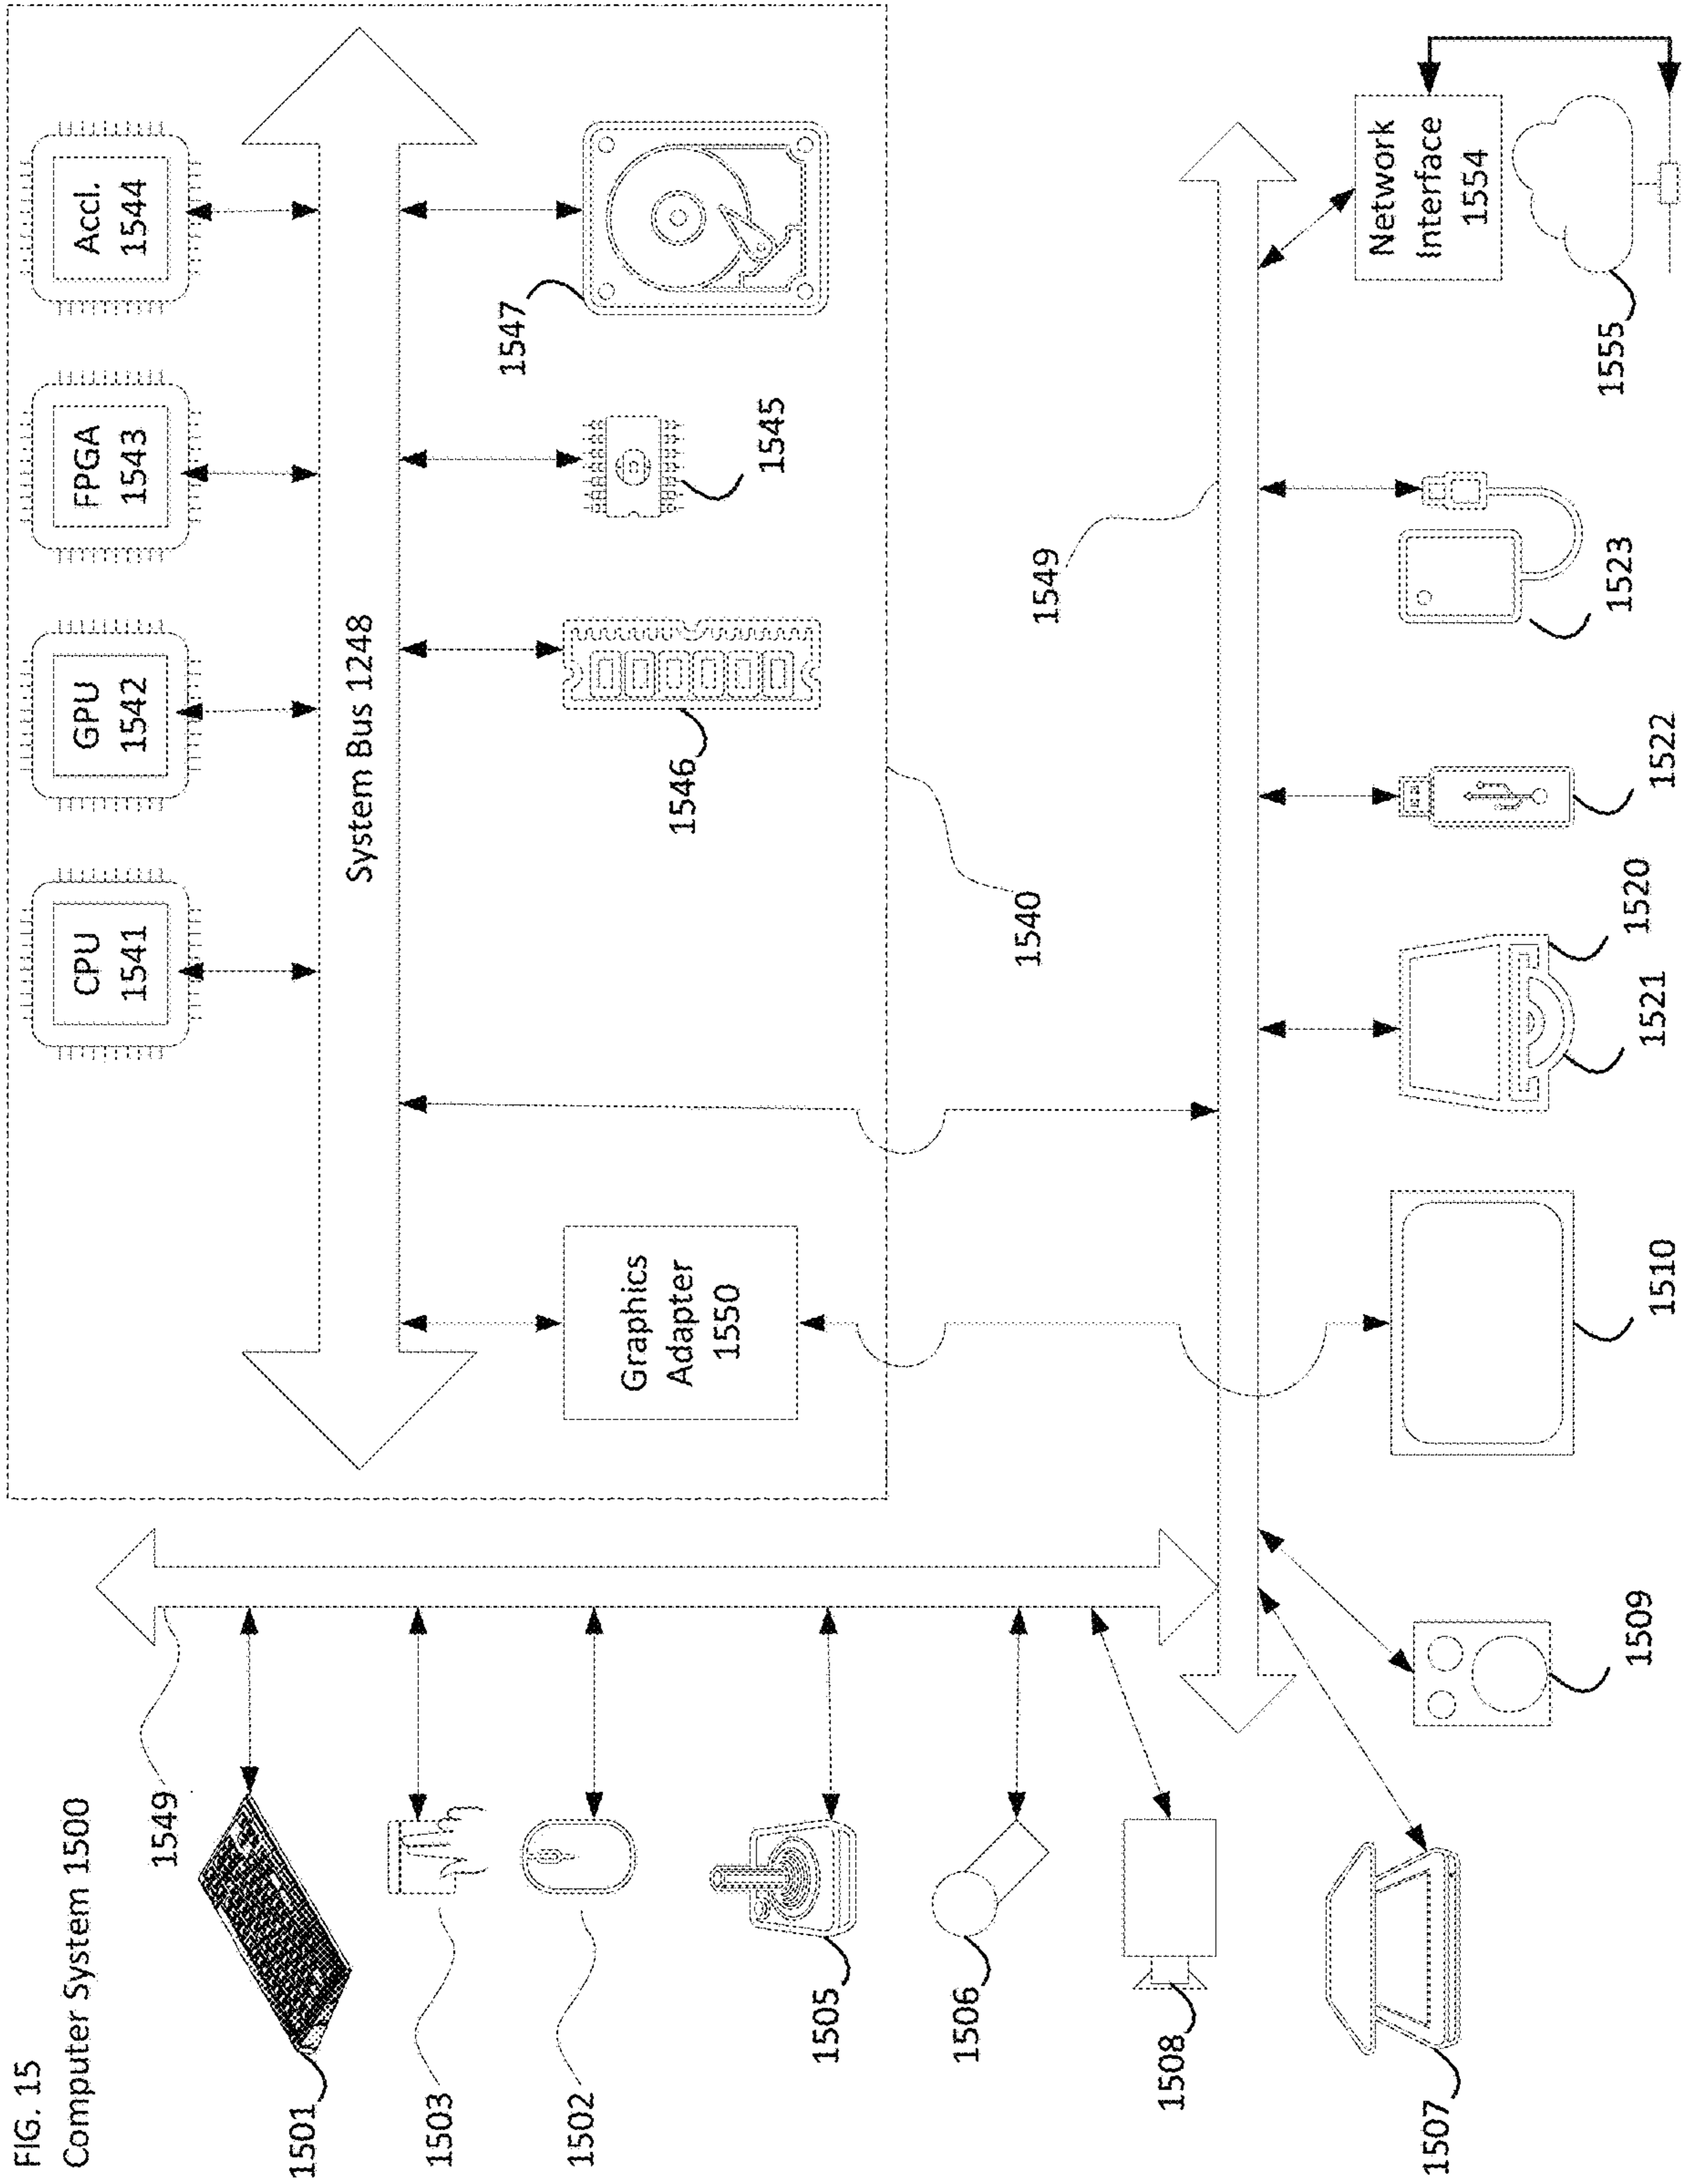 FIG. 15
Computer System 1500
1549
1501
1503
1502
1505
1506
1508
1507
CPU
1541
GPU
1542
FPGA
1543
Accl.
1544
System Bus 1248
1546
1545
1547
Graphics
Adapter
1550
1540
1549
1509
1510
1521
1520
1522
1523
Network
Interface
1554
1555